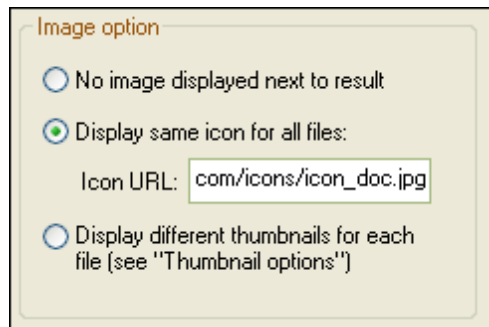 Image option
No image displayed next to result
Display same icon for all files:
Icon URL: com/icons/icon_doc.jpg
Display different thumbnails for each
file (see "Thumbnail options")